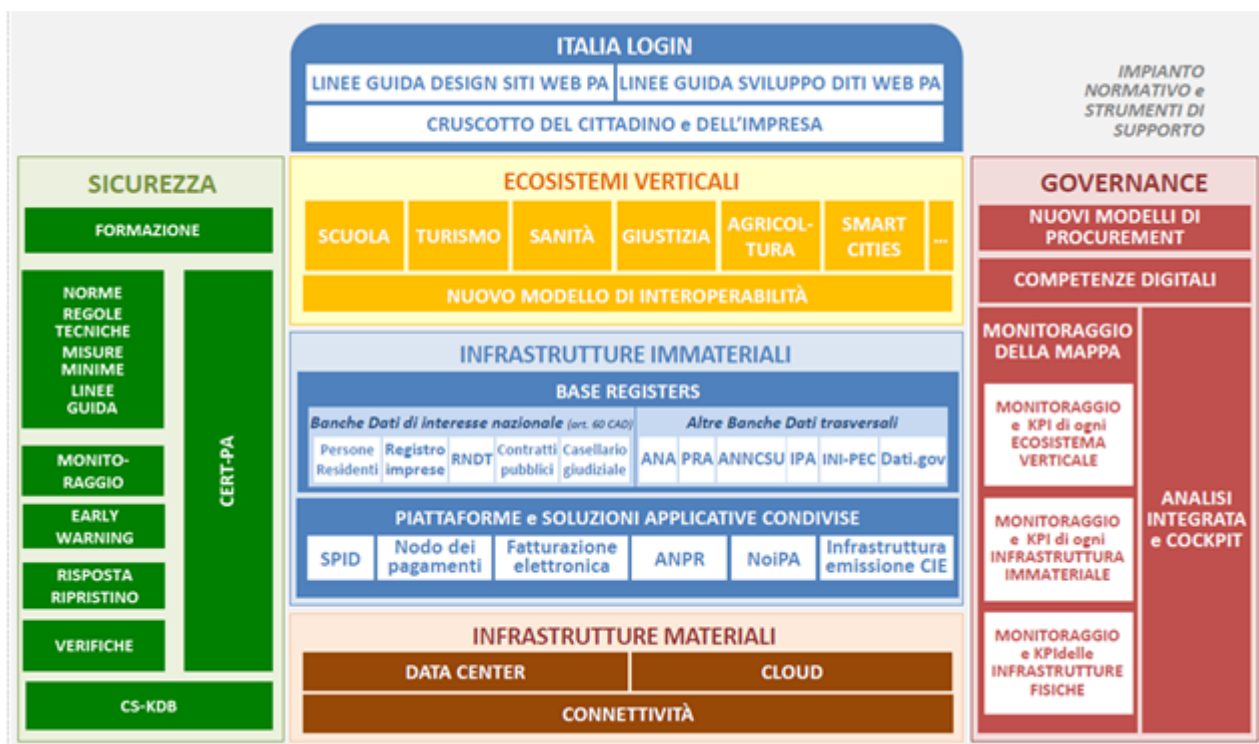 ITALIA LOGIN
LINEE GUIDA DESIGN SITI WEB PA
LINEE GUIDA SVILUPPO DITI WEB PA
CRUSCOTTO DEL CITTADINO e DELL'IMPRESA
IMPIANTO
NORMATIVO e
STRUMENTI DI
SUPPORTO
SICUREZZA
FORMAZIONE
NORME
REGOLE
TECNICHE
MISURE
MINIME
LINEE
GUIDA
MONITO-
RAGGIO
EARLY
WARNING
RISPOSTA
RIPRISTINO
VERIFICHE
CERT-PA
CS-KDB
ECOSISTEMI VERTICALI
SCUOLA
TURISMO
SANITÀ
GIUSTIZIA
AGRICOL-
TURA
SMART
CITIES
...
NUOVO MODELLO DI INTEROPERABILITÀ
INFRASTRUTTURE IMMATERIALI
BASE REGISTERS
Banche Dati di interesse nazionale (art. 60 CAD)
Persone
Residenti
Registro
imprese
RNDT
Contratti
pubblici
Casellario
giudiziale
Altre Banche Dati trasversali
ANA
PRA
ANNCSU
IPA
INI-PEC
Dati.gov
PIATTAFORME e SOLUZIONI APPLICATIVE CONDIVISE
SPID
Nodo dei
pagamenti
Fatturazione
elettronica
ANPR
NoiPA
Infrastruttura
emissione CIE
INFRASTRUTTURE MATERIALI
DATA CENTER
CLOUD
CONNETTIVITÀ
GOVERNANCE
NUOVI MODELLI DI
PROCUREMENT
COMPETENZE DIGITALI
MONITORAGGIO
DELLA MAPPA
MONITORAGGIO
e KPI di ogni
ECOSISTEMA
VERTICALE
MONITORAGGIO
e KPI di ogni
INFRASTRUTTURA
IMMATERIALE
MONITORAGGIO
e KPIdelle
INFRASTRUTTURE
FISICHE
ANALISI
INTEGRATA
e COCKPIT